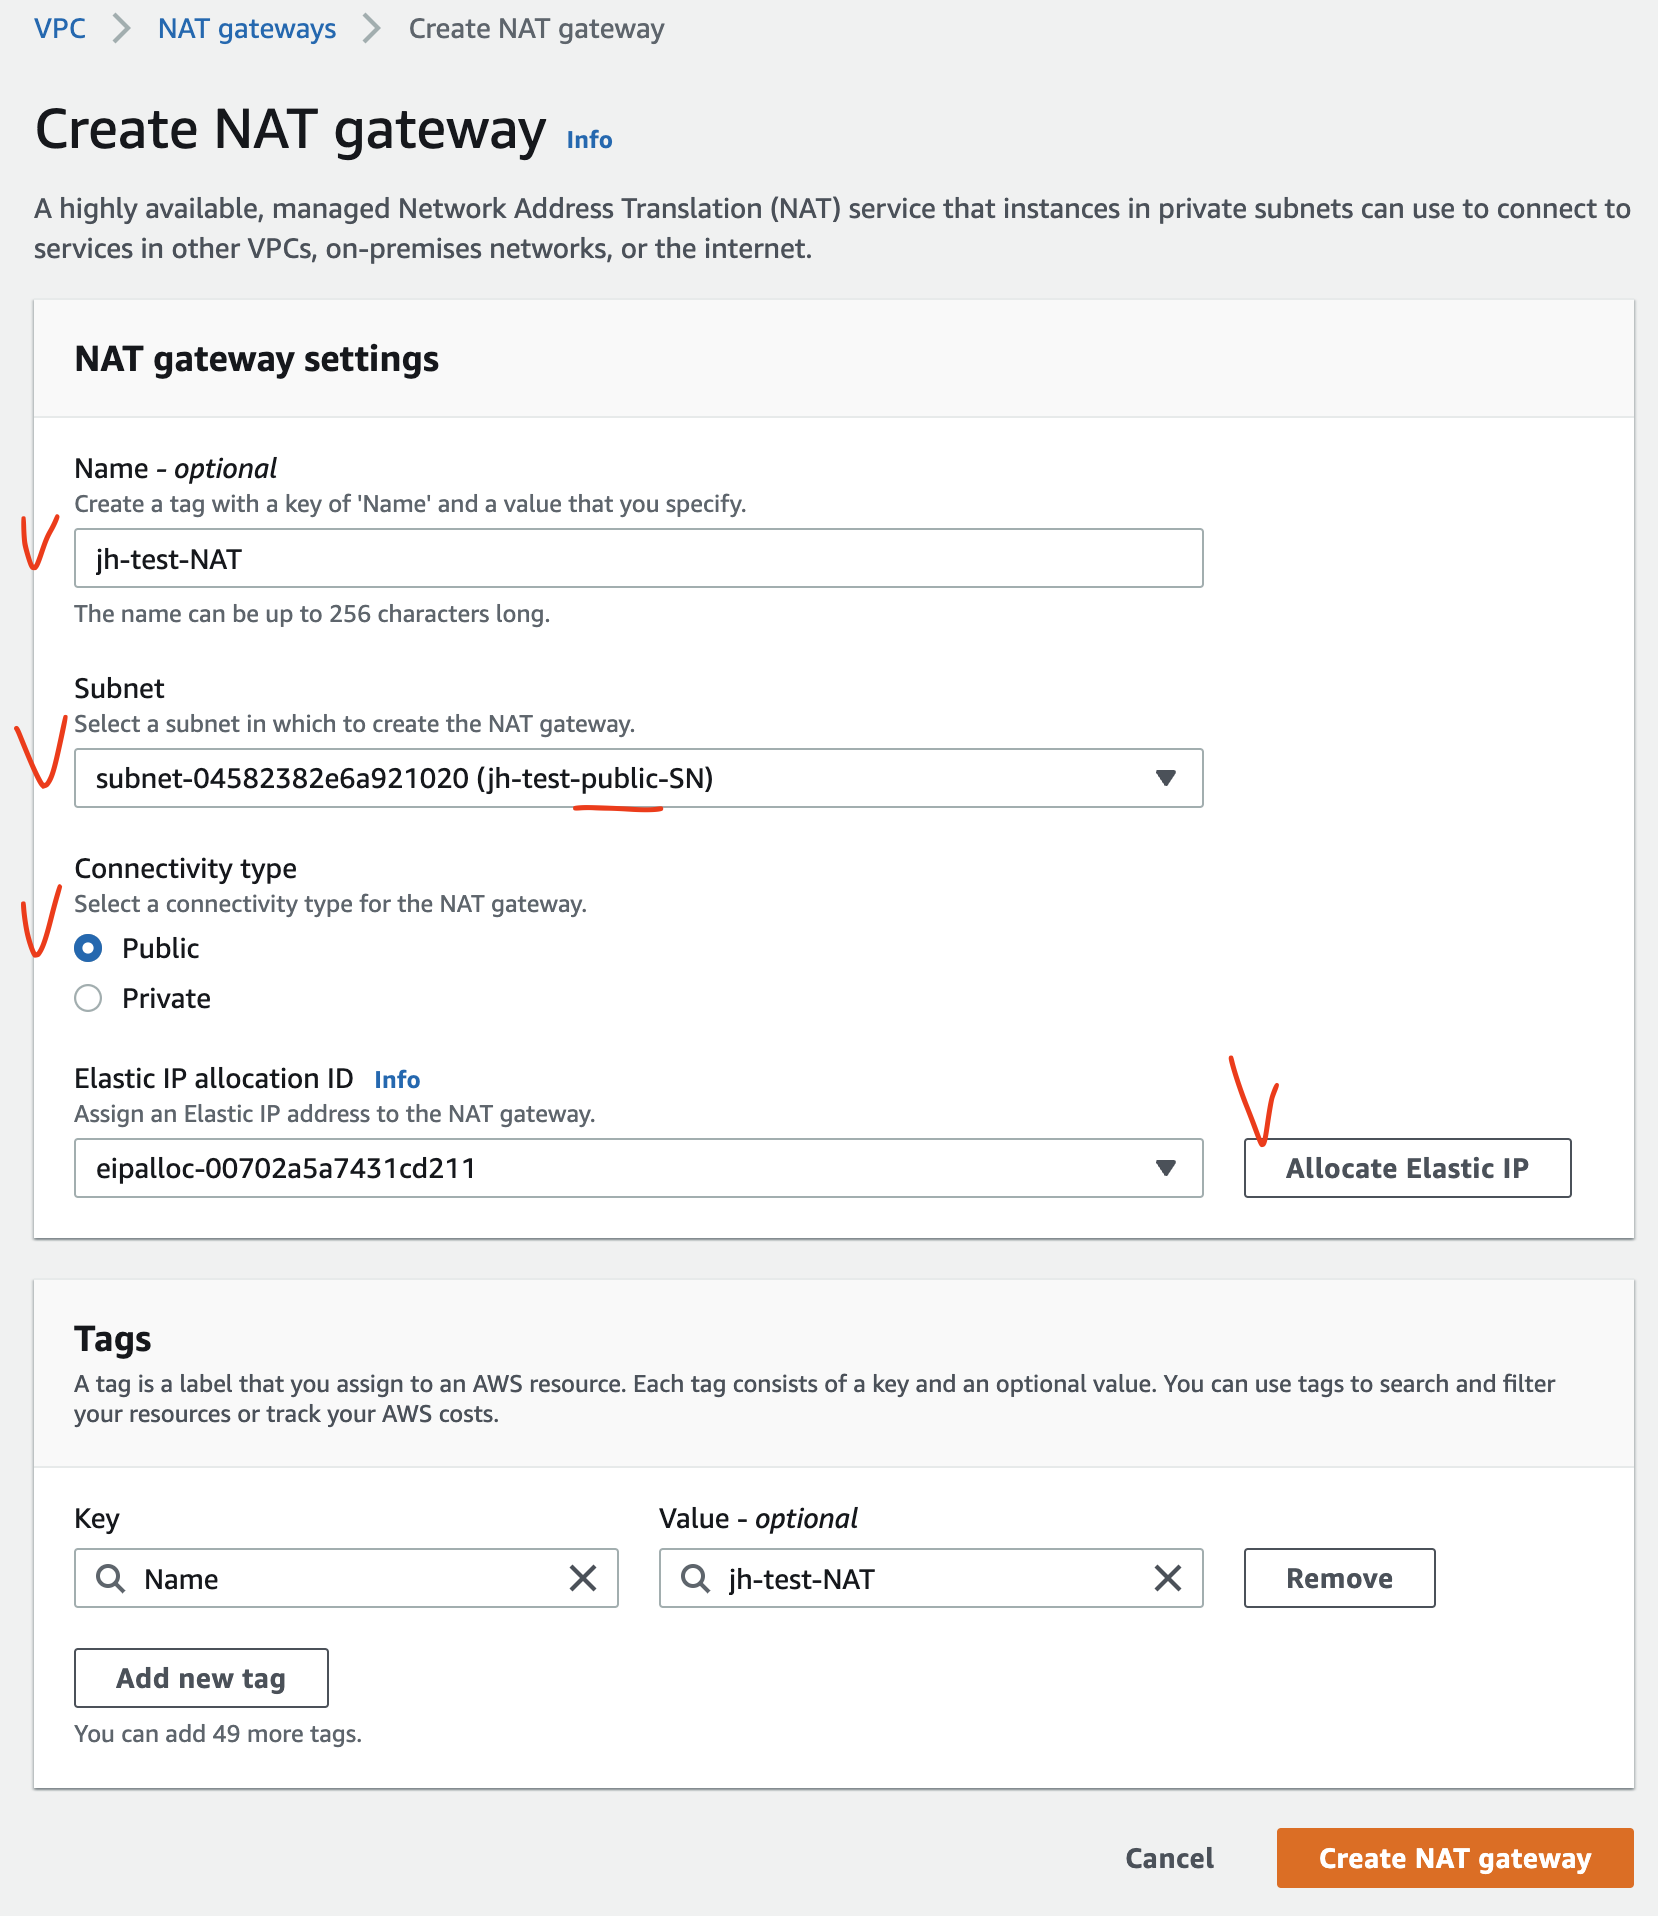 VPC > NAT gateways > Create NAT gateway
Create NAT gateway Info
A highly available, managed Network Address Translation (NAT) service that instances in private subnets can use to connect to
services in other VPCs, on-premises networks, or the internet.
NAT gateway settings
Name - optional
Create a tag with a key of 'Name' and a value that you specify.
jh-test-NAT
The name can be up to 256 characters long.
Subnet
Select a subnet in which to create the NAT gateway.
subnet-04582382e6a921020 (jh-test-public-SN)
Connectivity type
Select a connectivity type for the NAT gateway.
Public
Private
Elastic IP allocation ID Info
Assign an Elastic IP address to the NAT gateway.
eipalloc-00702a5a7431cd211 Allocate Elastic IP
Tags
A tag is a label that you assign to an AWS resource. Each tag consists of a key and an optional value. You can use tags to search and filter
your resources or track your AWS costs.
Key Value - optional
Name jh-test-NAT Remove
Add new tag
You can add 49 more tags.
Cancel Create NAT gateway